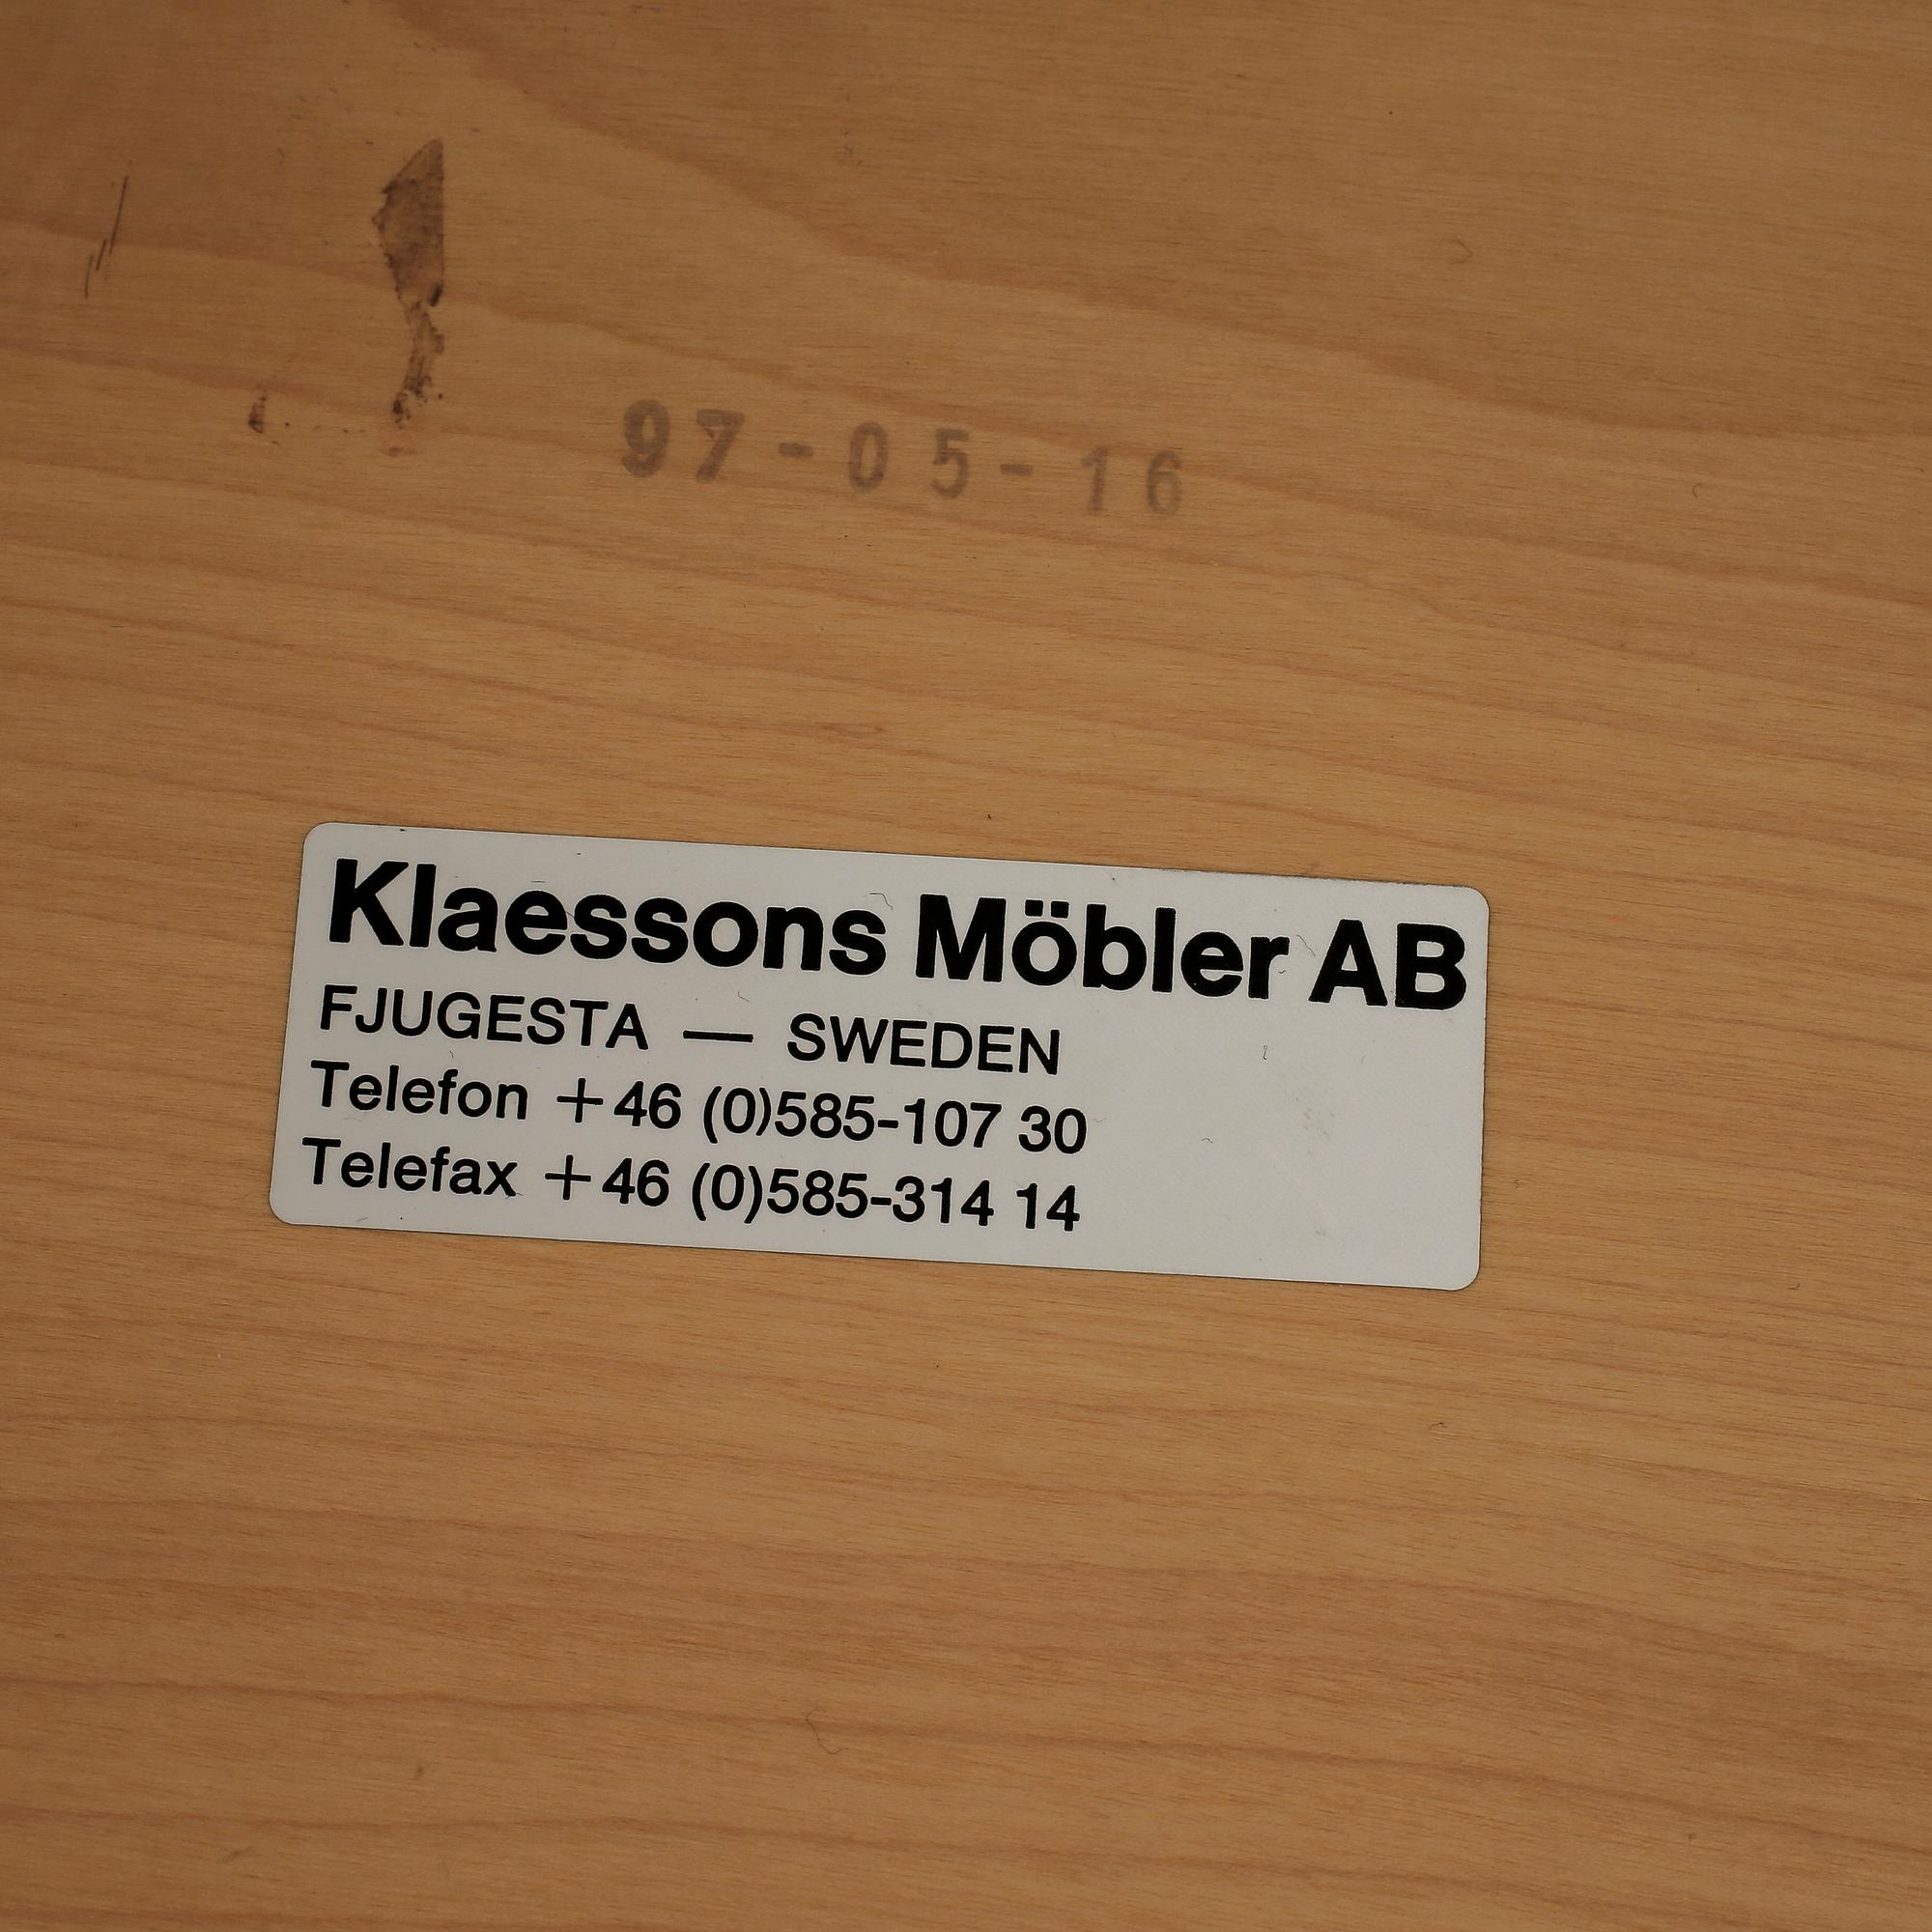 97-05-16
Klaessons Möbler AB
FJUGESTA — SWEDEN
Telefon +46 (0)585-107 30
Telefax +46 (0)585-314 14